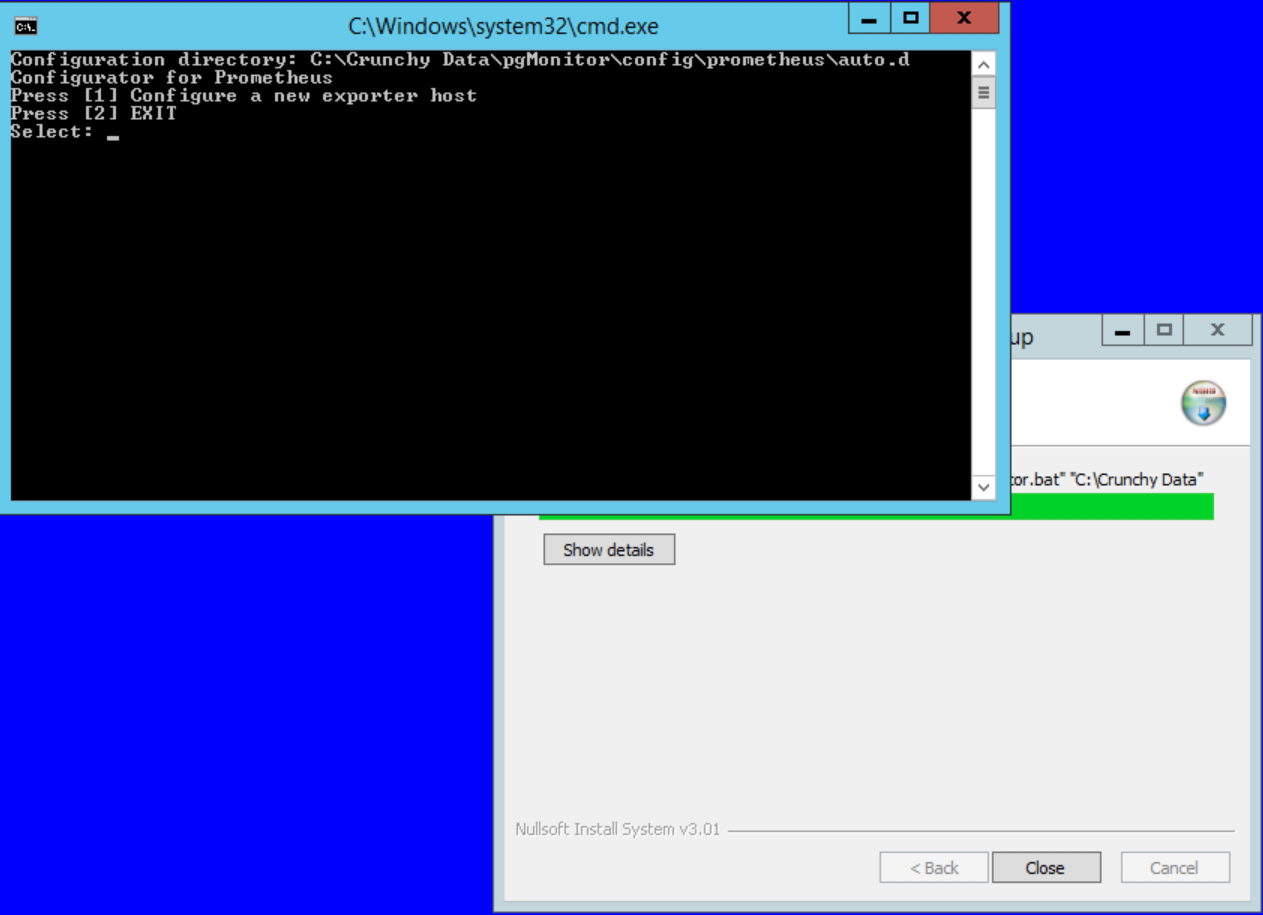 C:\Windows\system32\cmd.exe
Configuration directory: C:\Crunchy Data\pgMonitor\config\prometheus\auto.d
Configurator for Prometheus
Press [1] Configure a new exporter host
Press [2] EXIT
Select: _
up
tor.bat" "C:\Crunchy Data"
Show details
Nullsoft Install System v3.01
< Back
Close
Cancel